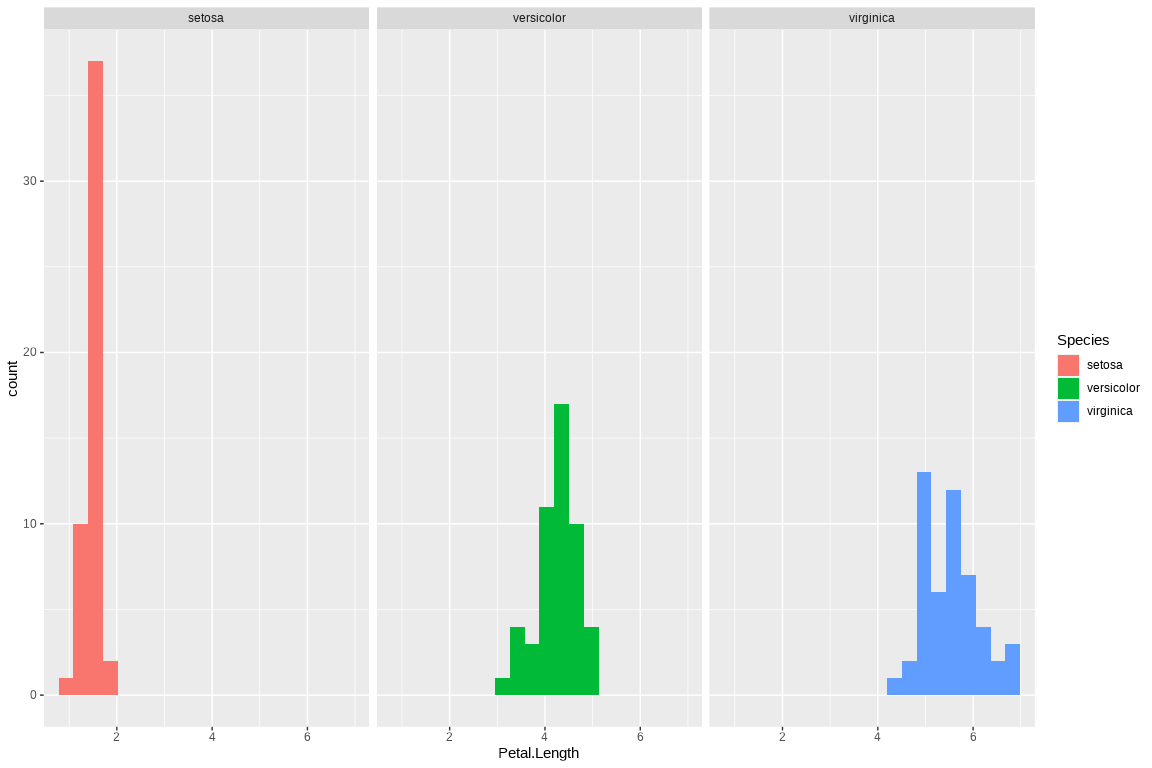 setosa
versicolor
virginica
count
30
20
10
0
2 4 6
2 4 6
2 4 6
Petal.Length
Species
setosa
versicolor
virginica